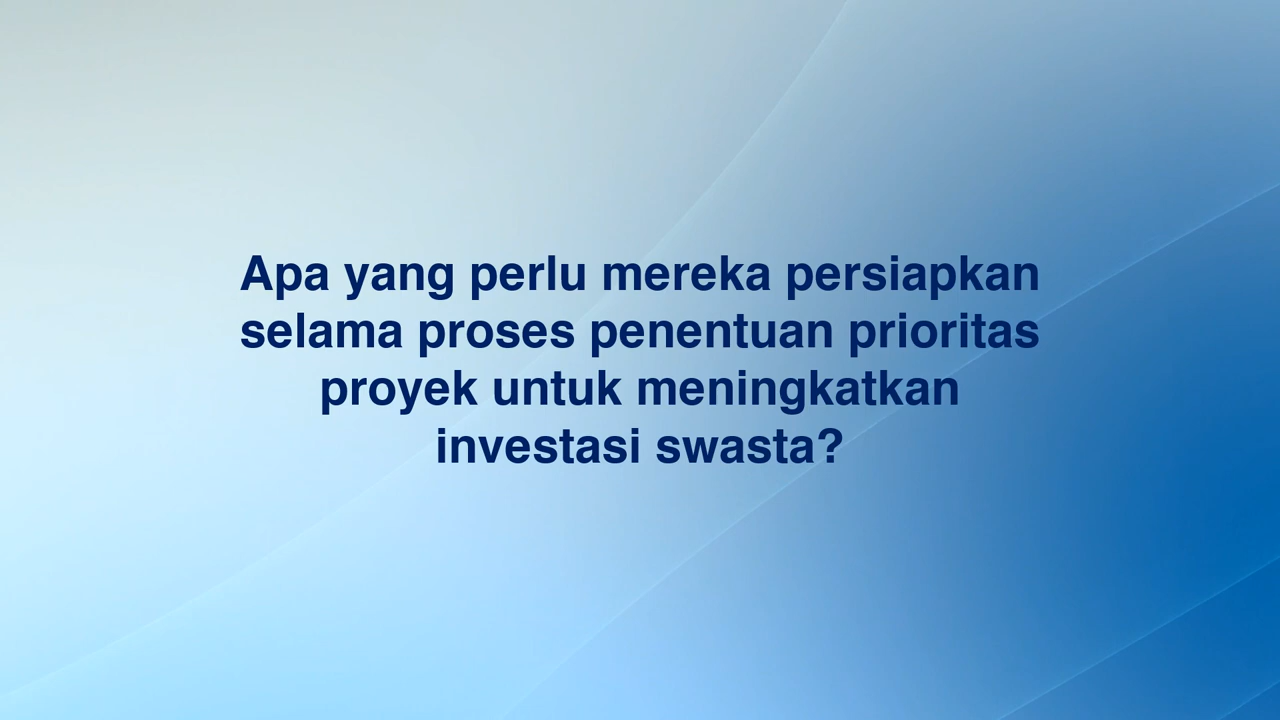 Apa yang perlu mereka persiapkan
selama proses penentuan prioritas
proyek untuk meningkatkan
investasi swasta?